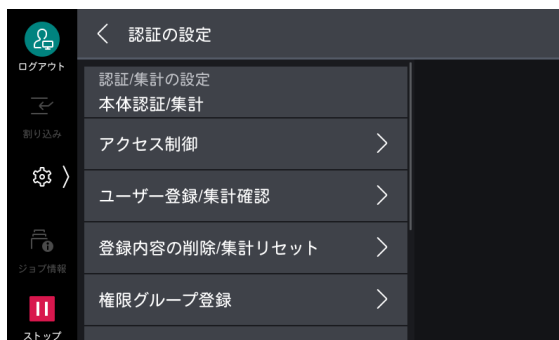 認証の設定
ログアウト
認証/集計の設定
本体認証/集計
割り込み
アクセス制御
ユーザー登録/集計確認
登録内容の削除/集計リセット
ジョブ情報
権限グループ登録
ストップ